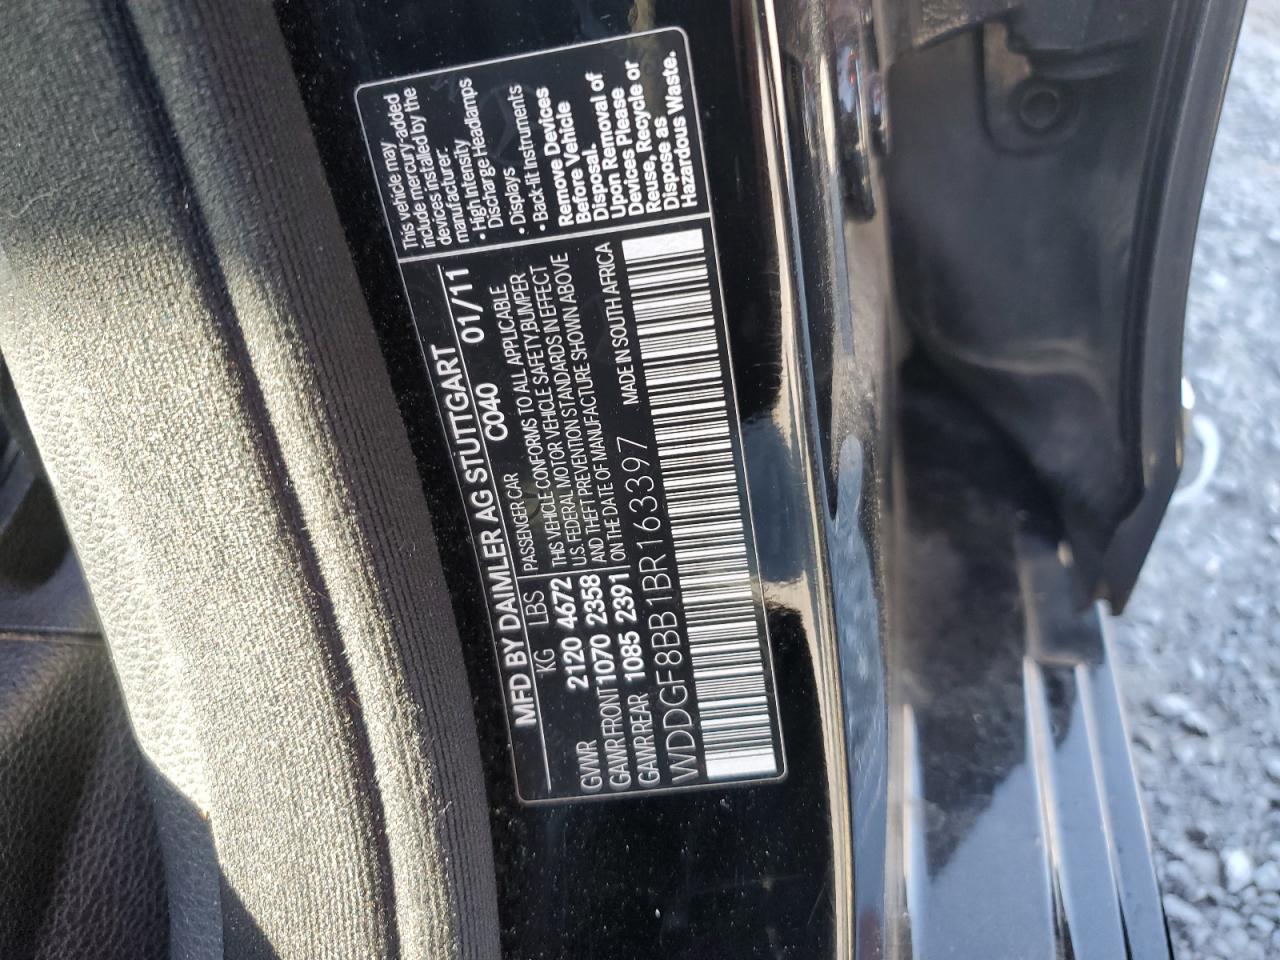 This vehicle may
include mercury-added
devices installed by the
manufacturer:
• High Intensity
Discharge Headlamps
• Displays
• Back-lit Instruments
Remove Devices
Before Vehicle
Disposal.
Upon Removal of
Devices Please
Reuse, Recycle or
Dispose as
Hazardous Waste.
MFD BY DAIMLER AG STUTTGART 01/11
KG LBS PASSENGER CAR C040
GVWR 2120 4672 THIS VEHICLE CONFORMS TO ALL APPLICABLE
GAWR FRONT 1070 2358 U.S. FEDERAL MOTOR VEHICLE SAFETY, BUMPER
GAWR REAR 1085 2391 AND THEFT PREVENTION STANDARDS IN EFFECT
ON THE DATE OF MANUFACTURE SHOWN ABOVE
WDDGF8BB1BR163397 MADE IN SOUTH AFRICA